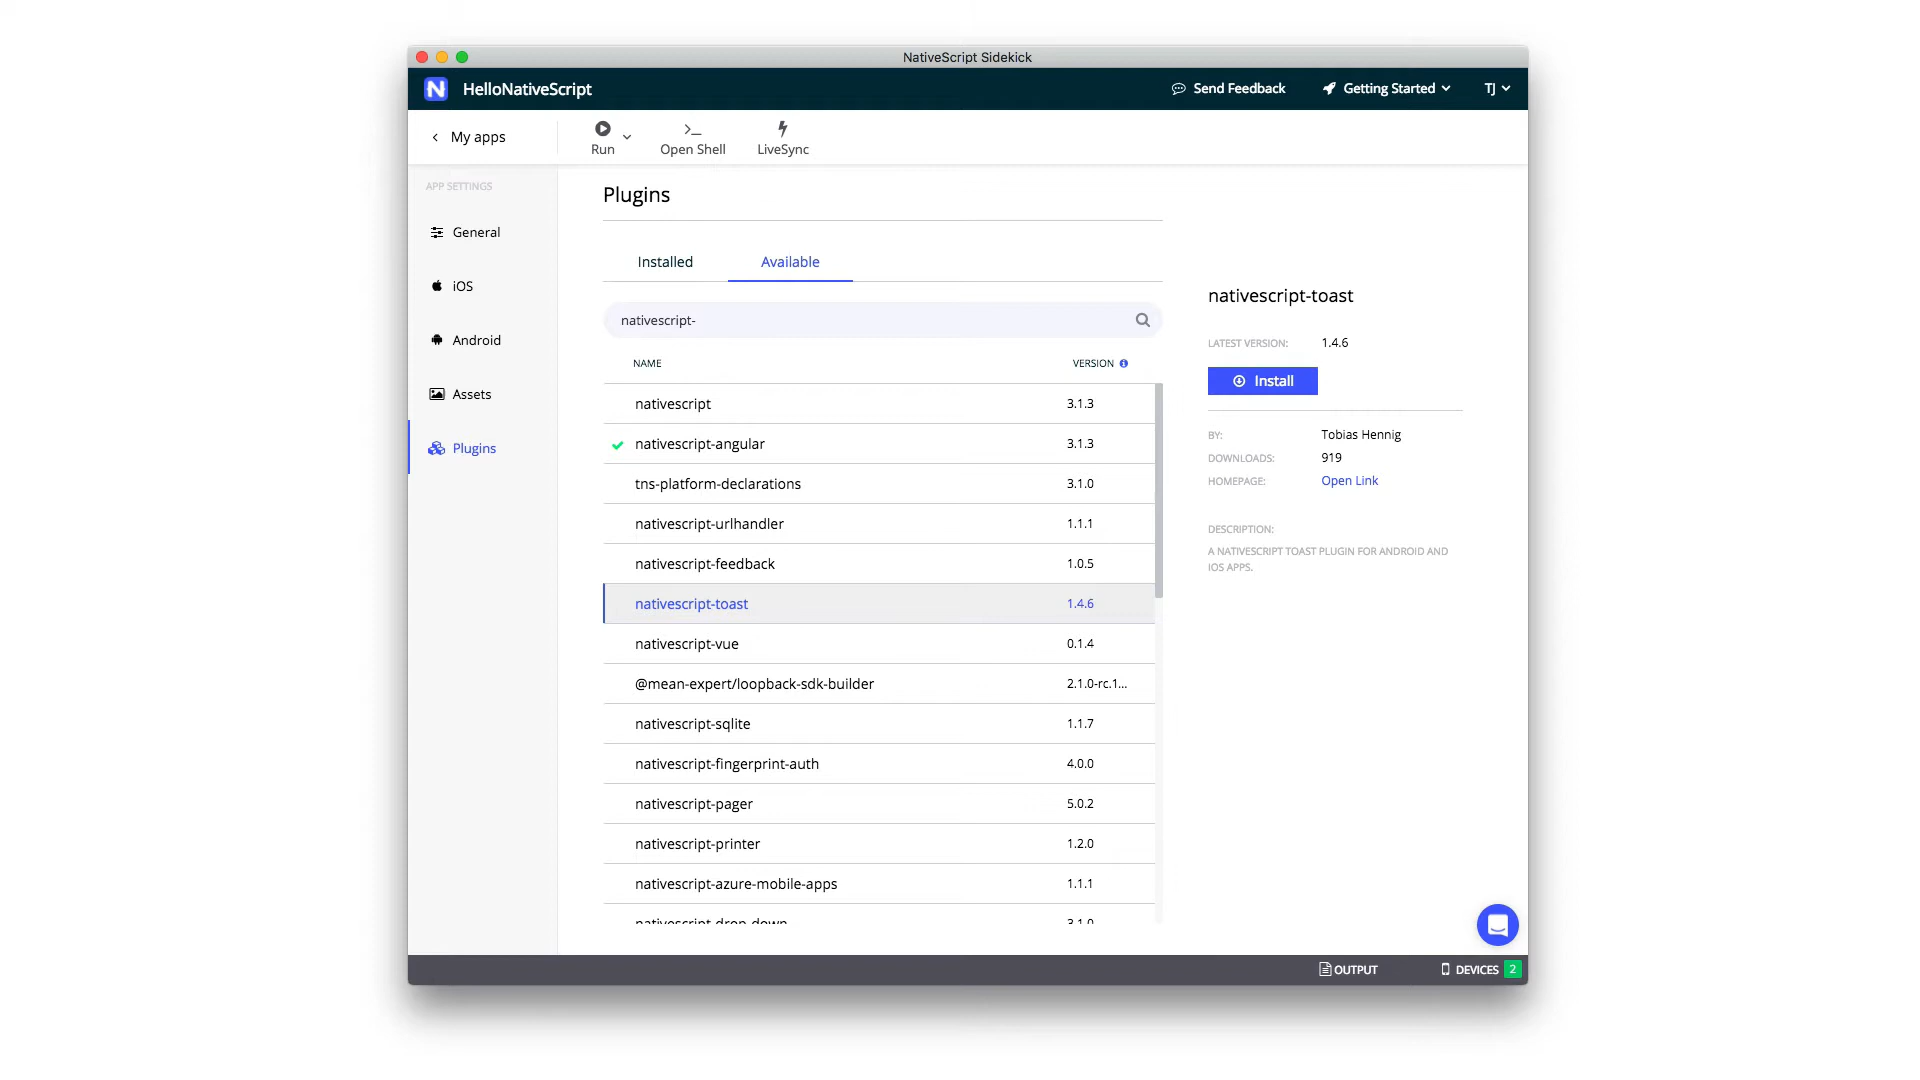 NativeScript Sidekick
N HelloNativeScript
Send Feedback
Getting Started
TJ
My apps
Run
Open Shell
LiveSync
APP SETTINGS
General
iOS
Android
Assets
Plugins
Plugins
Installed
Available
nativescript-
NAME
VERSION
nativescript 3.1.3
nativescript-angular 3.1.3
tns-platform-declarations 3.1.0
nativescript-urlhandler 1.1.1
nativescript-feedback 1.0.5
nativescript-toast 1.4.6
nativescript-vue 0.1.4
@mean-expert/loopback-sdk-builder 2.1.0-rc.1...
nativescript-sqlite 1.1.7
nativescript-fingerprint-auth 4.0.0
nativescript-pager 5.0.2
nativescript-printer 1.2.0
nativescript-azure-mobile-apps 1.1.1
nativescript-drop-down 3.1.0
nativescript-toast
LATEST VERSION: 1.4.6
Install
BY: Tobias Hennig
DOWNLOADS: 919
HOMEPAGE: Open Link
DESCRIPTION:
A NATIVESCRIPT TOAST PLUGIN FOR ANDROID AND
IOS APPS.
OUTPUT
DEVICES 2